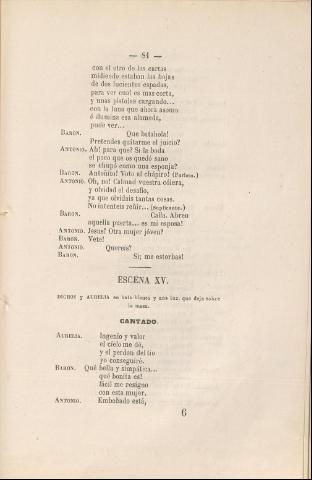 — 81 —
con el otro de las cartas
midiendo estaban las hojas
de dos lucientes espadas,
para ver cual es mas corta,
y unas pistolas cargando...
con la luna que ahora asoma
é ilumina esa alameda,
pude ver...
BARON. Que batahola!
Pretendes quitarme el juicio?
ANTONIO. Ah! para qué? Si la boda
el poco que os quedó sano
se chupó como una esponja?
BARON. Antoñito! Voto al chápiro! (Furioso.)
ANTONIO. Oh, no! Calmad vuestra cólera,
y olvidad el desafio,
ya que olvidais tantas cosas.
No intenteis reñir... (Suplicante.)
BARON. Calla. Abren
aquella puerta... es mi esposa!
ANTONIO. Jesus! Otra mujer jóven?
BARON. Vete!
ANTONIO. Quereis?
BARON. Si; me estorbas!
ESCENA XV.
DICHOS y AURELIA en bata blanca y una luz, que deja sobre
la mesa.
CANTADO.
AURELIA. Ingenio y valor
el cielo me dé,
y el perdon del tio
yo conseguiré.
BARON. Qué bella y simpática...
qué bonita es!
fácil me resigno
con esta mujer.
ANTONIO. Embobado está,
6